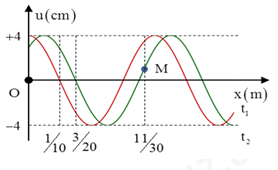 u(cm)
+4
M
O
x(m)
t₁
−4
1/10
3/20
11/30
t₂